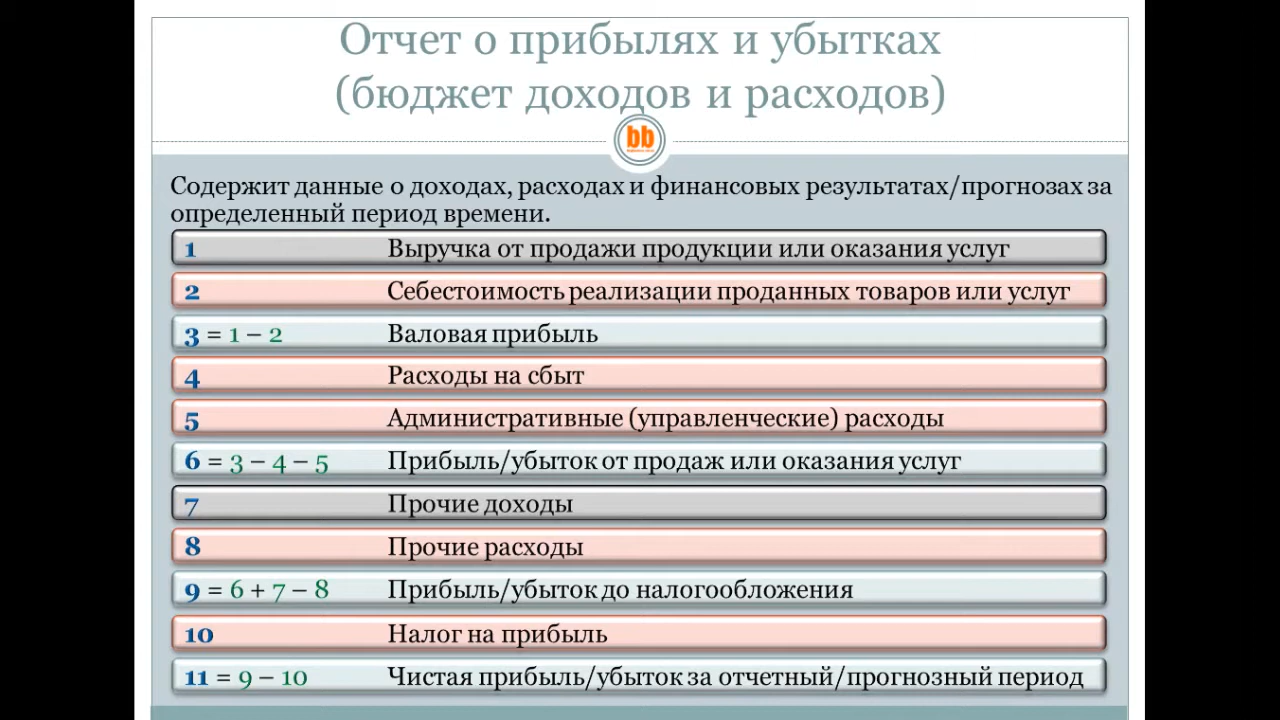 Отчет о прибылях и убытках
(бюджет доходов и расходов)
bb
Содержит данные о доходах, расходах и финансовых результатах/прогнозах за
определенный период времени.
1 Выручка от продажи продукции или оказания услуг
2 Себестоимость реализации проданных товаров или услуг
3 = 1 – 2 Валовая прибыль
4 Расходы на сбыт
5 Административные (управленческие) расходы
6 = 3 – 4 – 5 Прибыль/убыток от продаж или оказания услуг
7 Прочие доходы
8 Прочие расходы
9 = 6 + 7 – 8 Прибыль/убыток до налогообложения
10 Налог на прибыль
11 = 9 – 10 Чистая прибыль/убыток за отчетный/прогнозный период